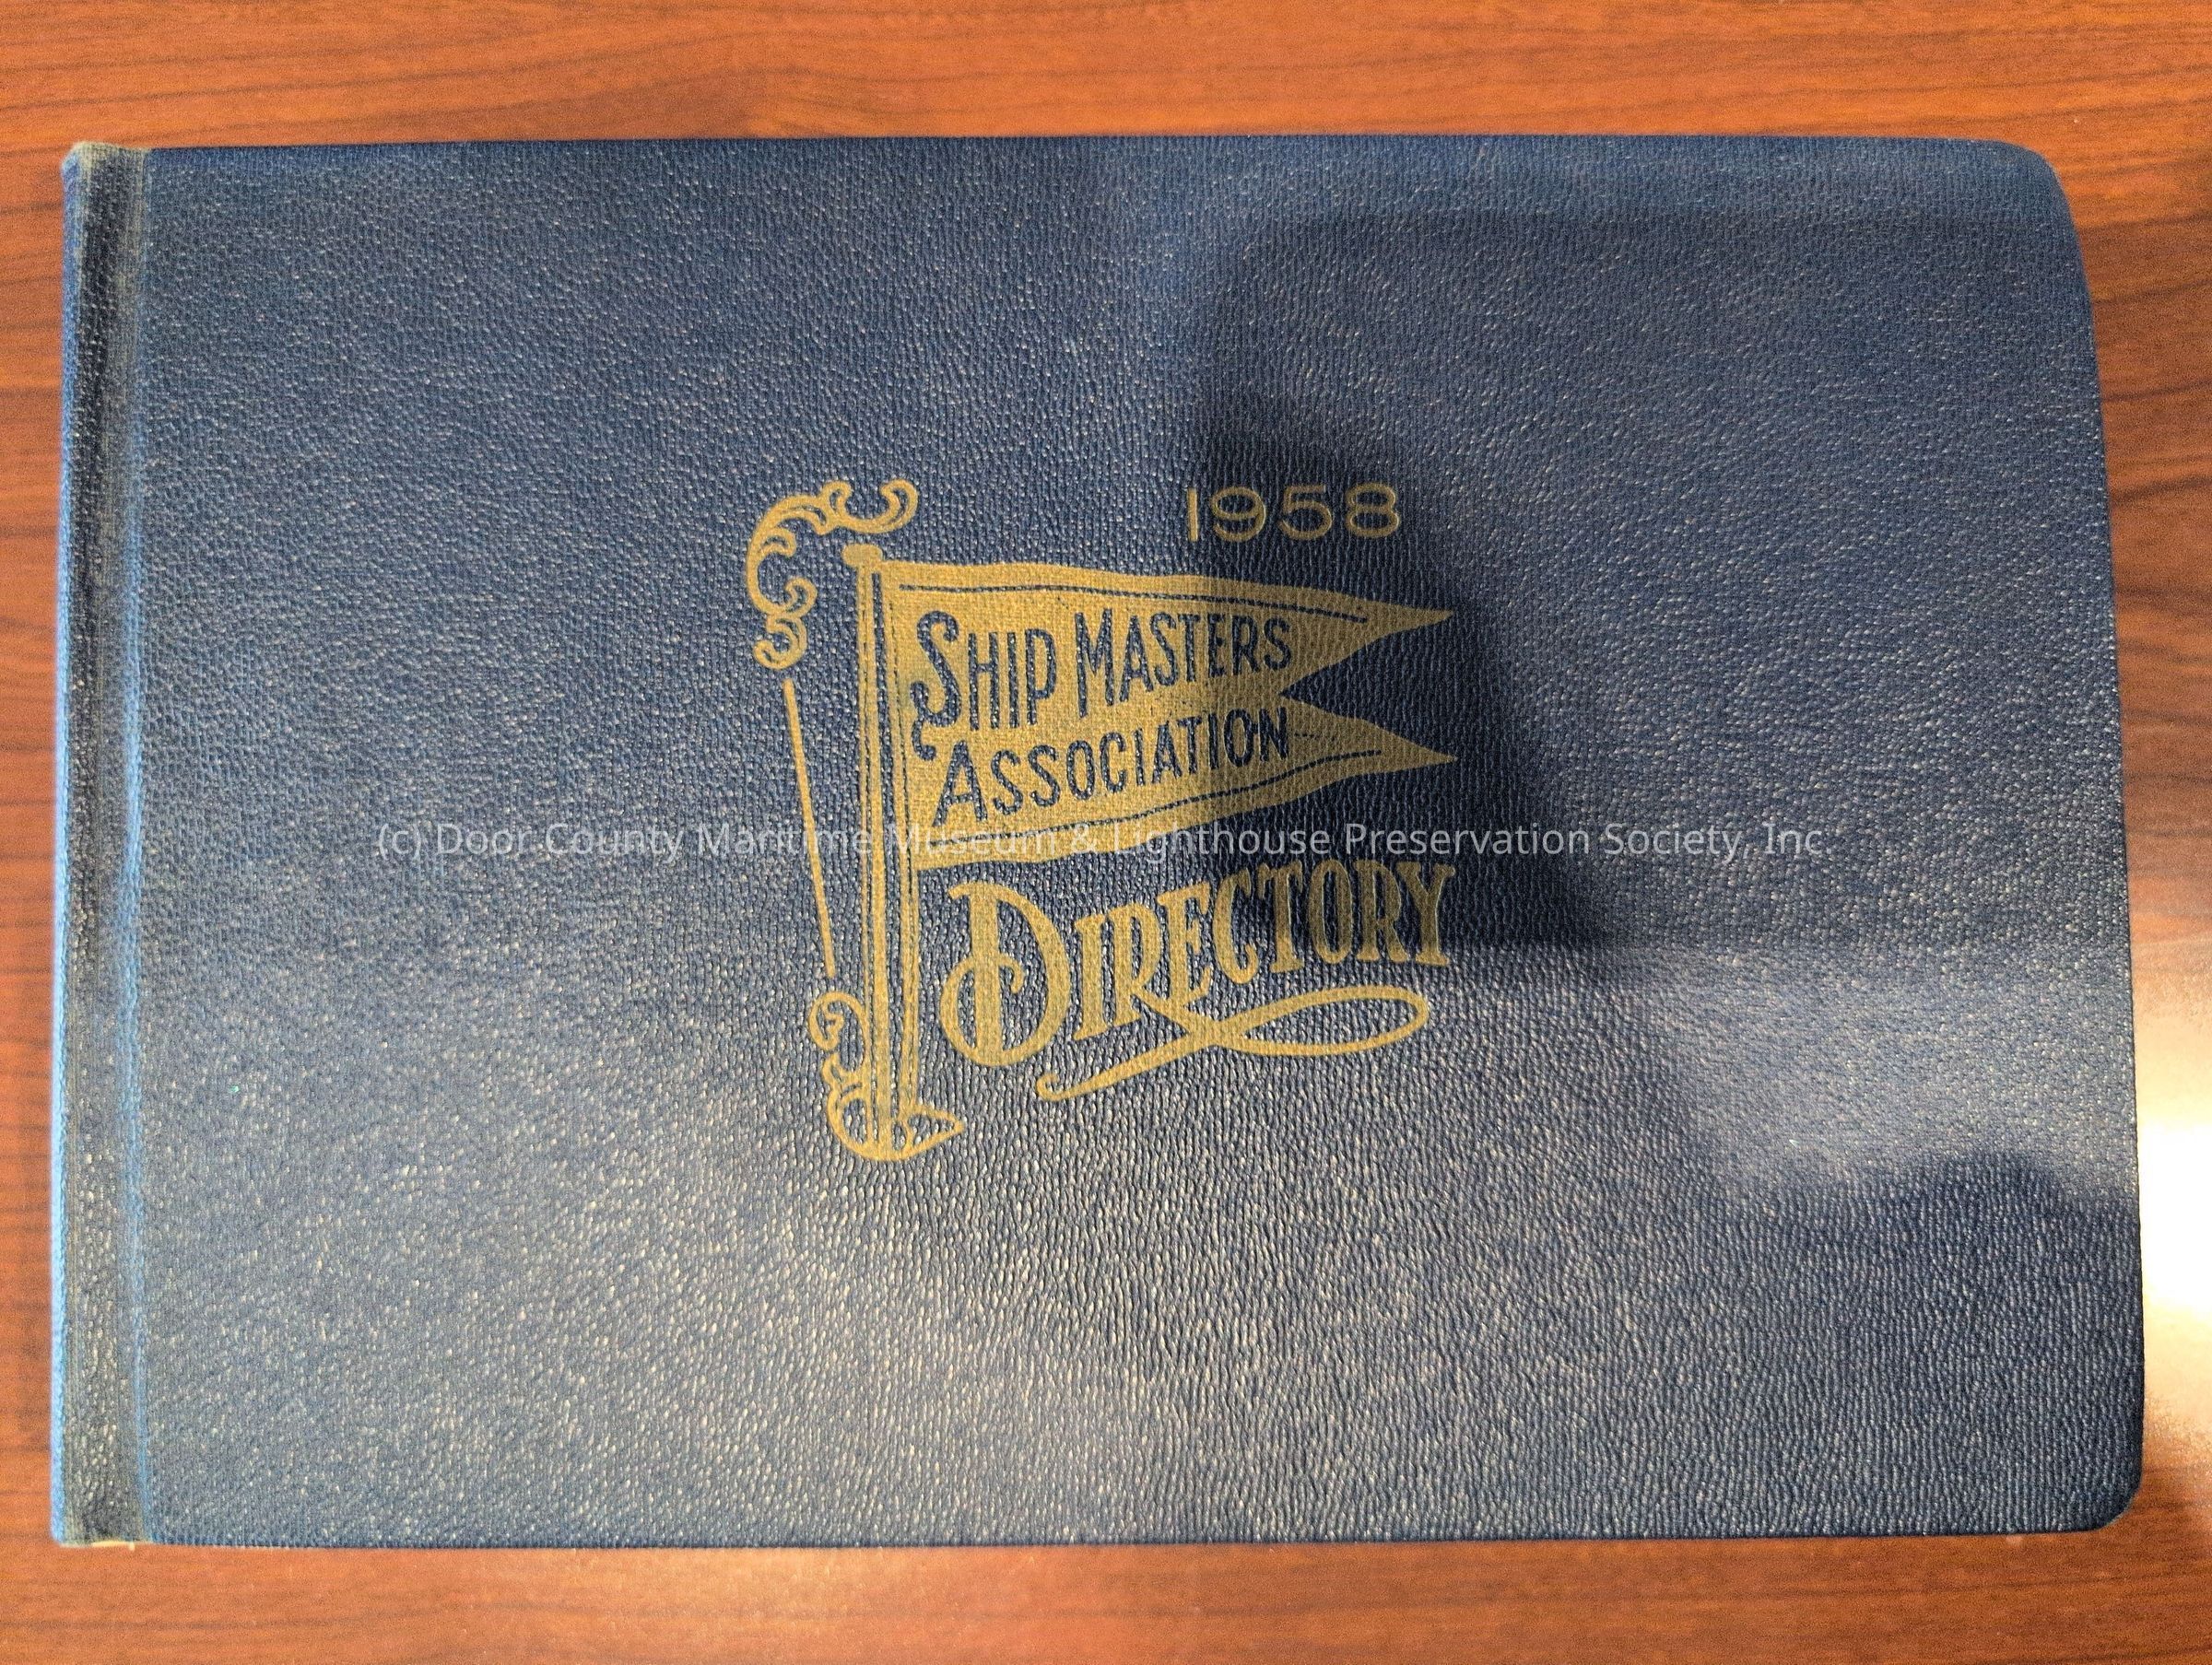 1958
SHIP MASTERS
ASSOCIATION
(c) Door County Maritime Museum & Lighthouse Preservation Society, Inc
DIRECTORY